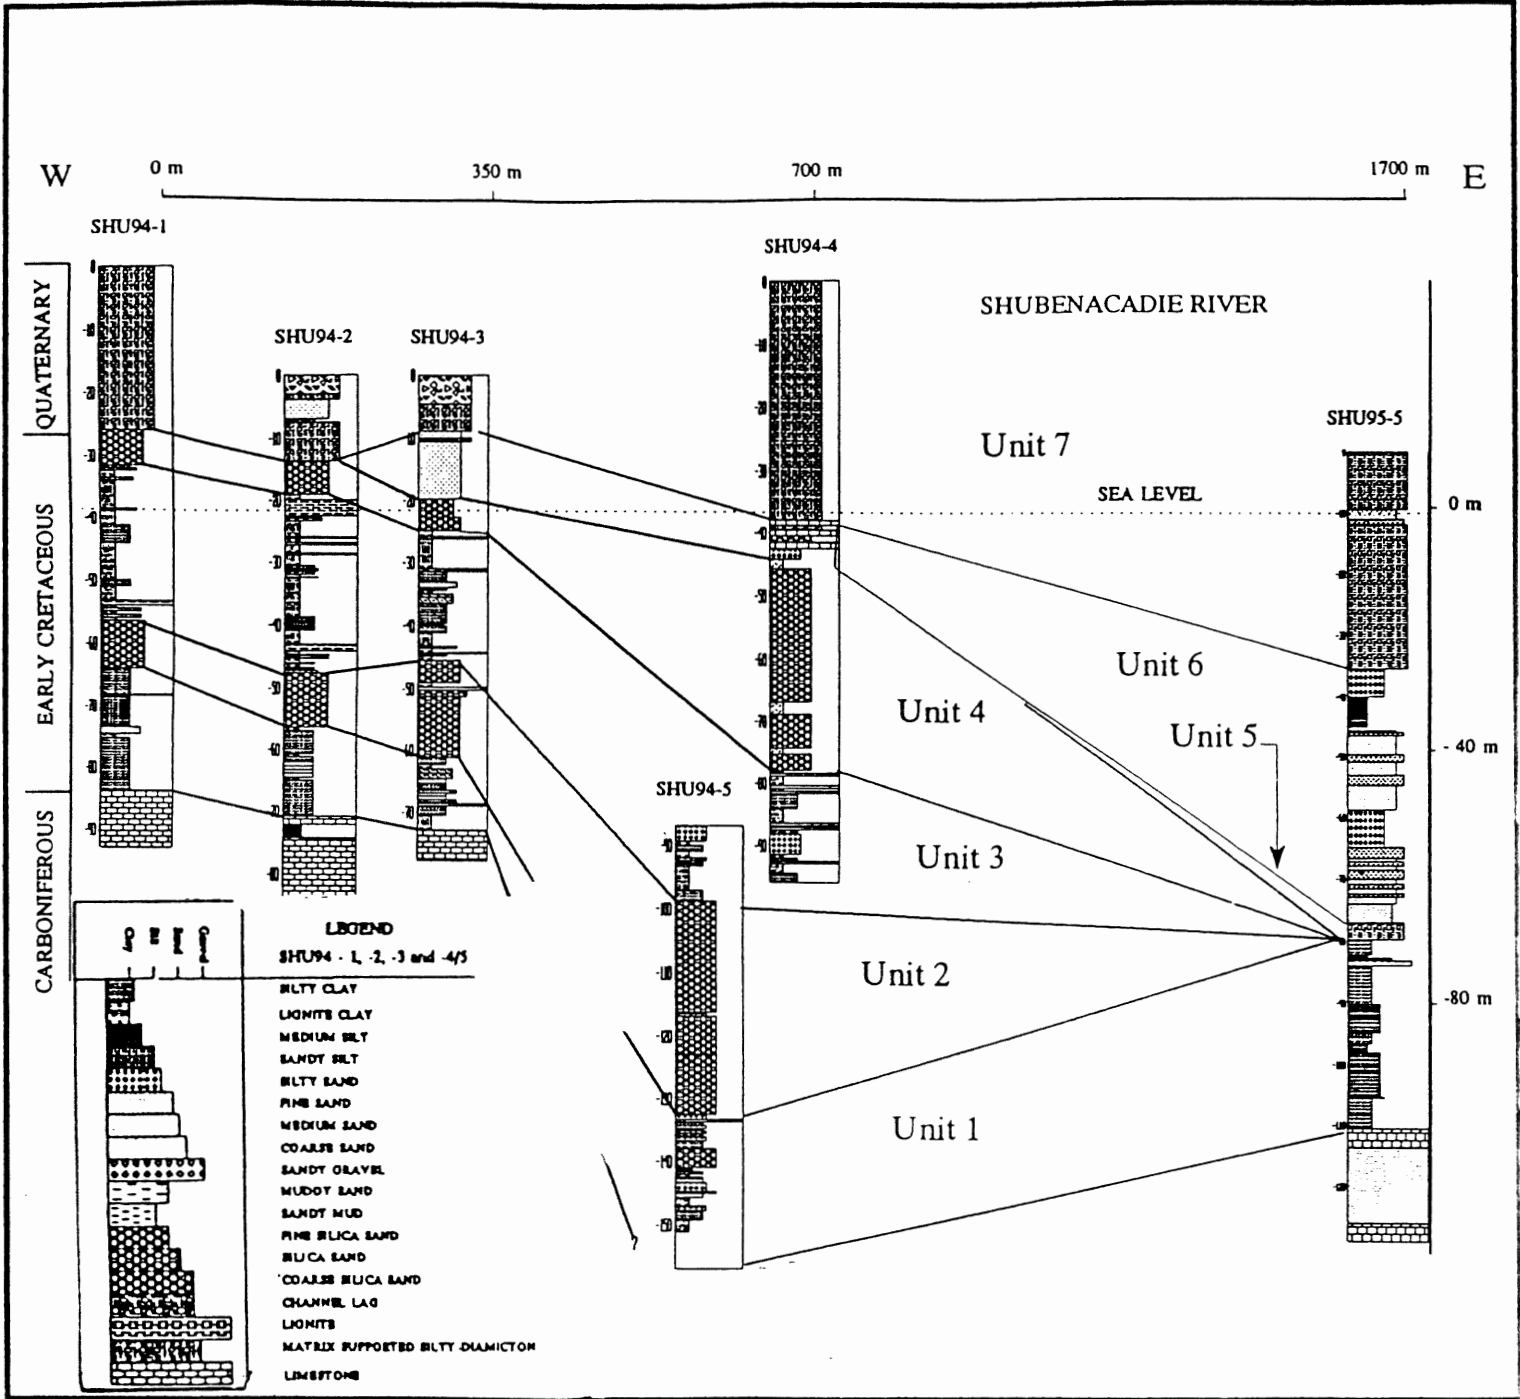 W 0 m 350 m 700 m 1700 m E
SHU94-1
SHU94-4
SHUBENACADIE RIVER
SHU94-2 SHU94-3
SHU95-5
QUATERNARY
Unit 7
SEA LEVEL
0 m
EARLY CRETACEOUS
Unit 6
Unit 4
Unit 5
- 40 m
SHU94-5
CARBONIFEROUS
Unit 3
Unit 2
-80 m
Unit 1
?
LEGEND
SHU94 - 1, -2, -3 and -4/5
Clay Silt Sand Gravel
SILTY CLAY
LIGNITE CLAY
MEDIUM SILT
SANDY SILT
SILTY SAND
FINE SAND
MEDIUM SAND
COARSE SAND
SANDY GRAVEL
MUDDY SAND
SANDY MUD
FINE SILICA SAND
SILICA SAND
COARSE SILICA SAND
CHANNEL LAG
LIGNITE
MATRIX SUPPORTED SILTY DIAMICTON
LIMESTONE